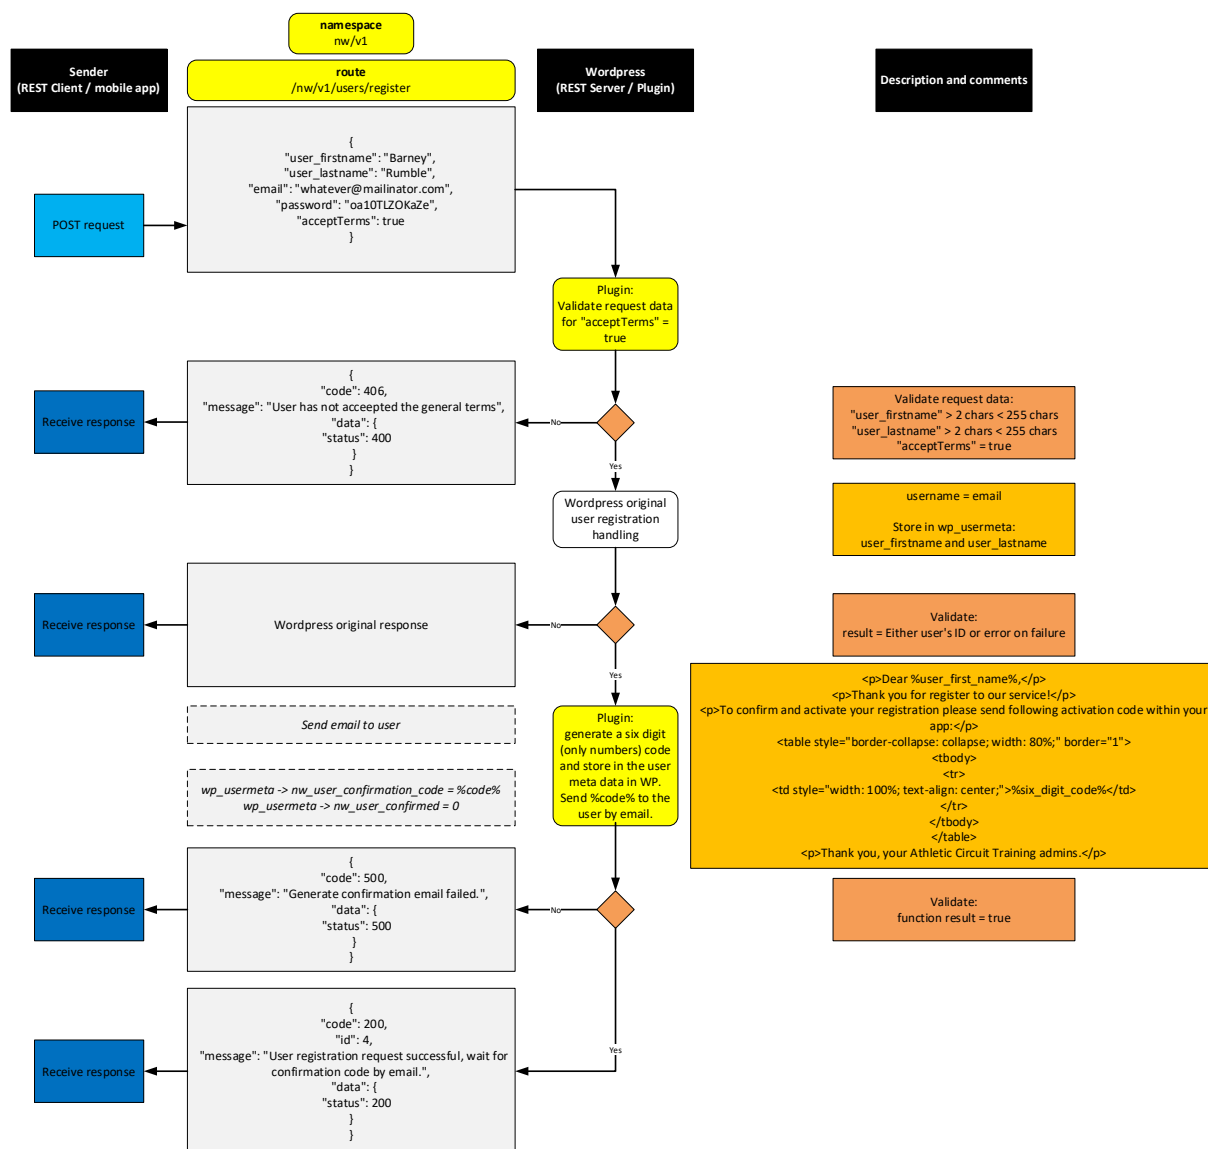 namespace
nw/v1
Sender
(REST Client / mobile app)
route
/nw/v1/users/register
Wordpress
(REST Server / Plugin)
Description and comments
{
"user_firstname": "Barney",
"user_lastname": "Rumble",
"email": "whatever@mailinator.com",
"password": "oa10TLZOKaZe",
"acceptTerms": true
}
POST request
Plugin:
Validate request data
for "acceptTerms" =
true
{
"code": 406,
"message": "User has not acceepted the general terms",
"data": {
"status": 400
}
}
Receive response
No
Yes
Validate request data:
"user_firstname" > 2 chars < 255 chars
"user_lastname" > 2 chars < 255 chars
"acceptTerms" = true
Wordpress original
user registration
handling
username = email
Store in wp_usermeta:
user_firstname and user_lastname
Receive response
Wordpress original response
No
Yes
Validate:
result = Either user's ID or error on failure
Send email to user
wp_usermeta -> nw_user_confirmation_code = %code%
wp_usermeta -> nw_user_confirmed = 0
Plugin:
generate a six digit
(only numbers) code
and store in the user
meta data in WP.
Send %code% to the
user by email.
<p>Dear %user_first_name%,</p>
<p>Thank you for register to our service!</p>
<p>To confirm and activate your registration please send following activation code within your
app:</p>
<table style="border-collapse: collapse; width: 80%;" border="1">
<tbody>
<tr>
<td style="width: 100%; text-align: center;">%six_digit_code%</td>
</tr>
</tbody>
</table>
<p>Thank you, your Athletic Circuit Training admins.</p>
{
"code": 500,
"message": "Generate confirmation email failed.",
"data": {
"status": 500
}
}
Receive response
No
Validate:
function result = true
{
"code": 200,
"id": 4,
"message": "User registration request successful, wait for
confirmation code by email.",
"data": {
"status": 200
}
}
Receive response
Yes